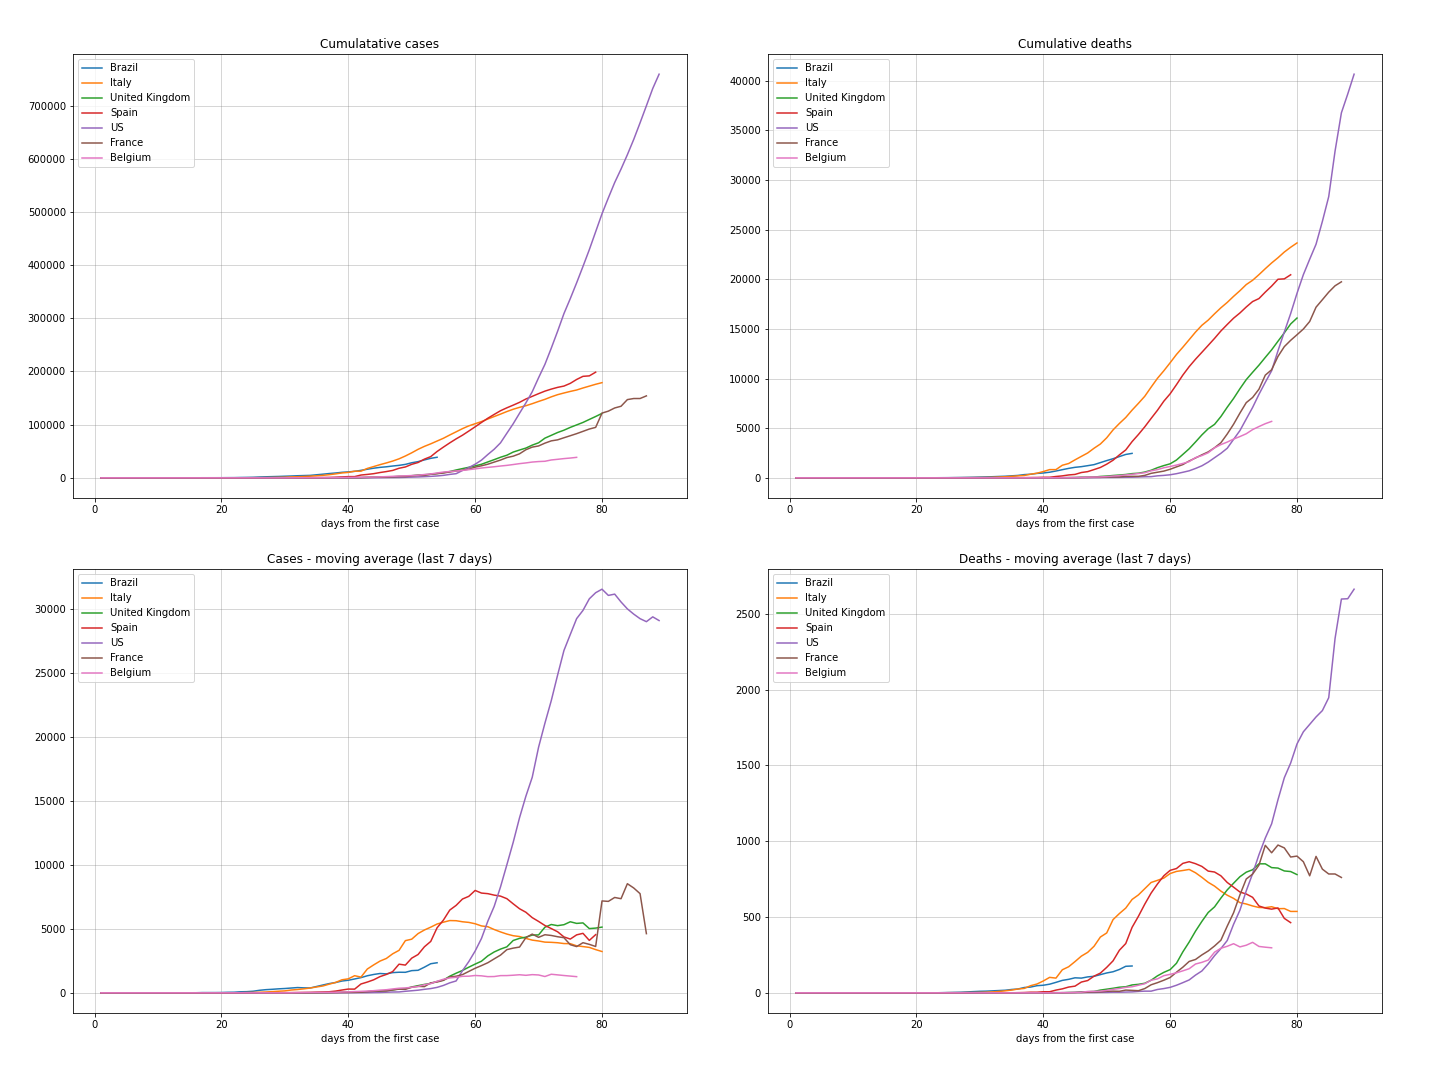 Cumulatative cases
Brazil
Italy
United Kingdom
Spain
US
France
Belgium
700000
600000
500000
400000
300000
200000
100000
0
0 20 40 60 80
days from the first case
Cumulative deaths
Brazil
Italy
United Kingdom
Spain
US
France
Belgium
40000
35000
30000
25000
20000
15000
10000
5000
0
0 20 40 60 80
days from the first case
Cases - moving average (last 7 days)
Brazil
Italy
United Kingdom
Spain
US
France
Belgium
30000
25000
20000
15000
10000
5000
0
0 20 40 60 80
days from the first case
Deaths - moving average (last 7 days)
Brazil
Italy
United Kingdom
Spain
US
France
Belgium
2500
2000
1500
1000
500
0
0 20 40 60 80
days from the first case